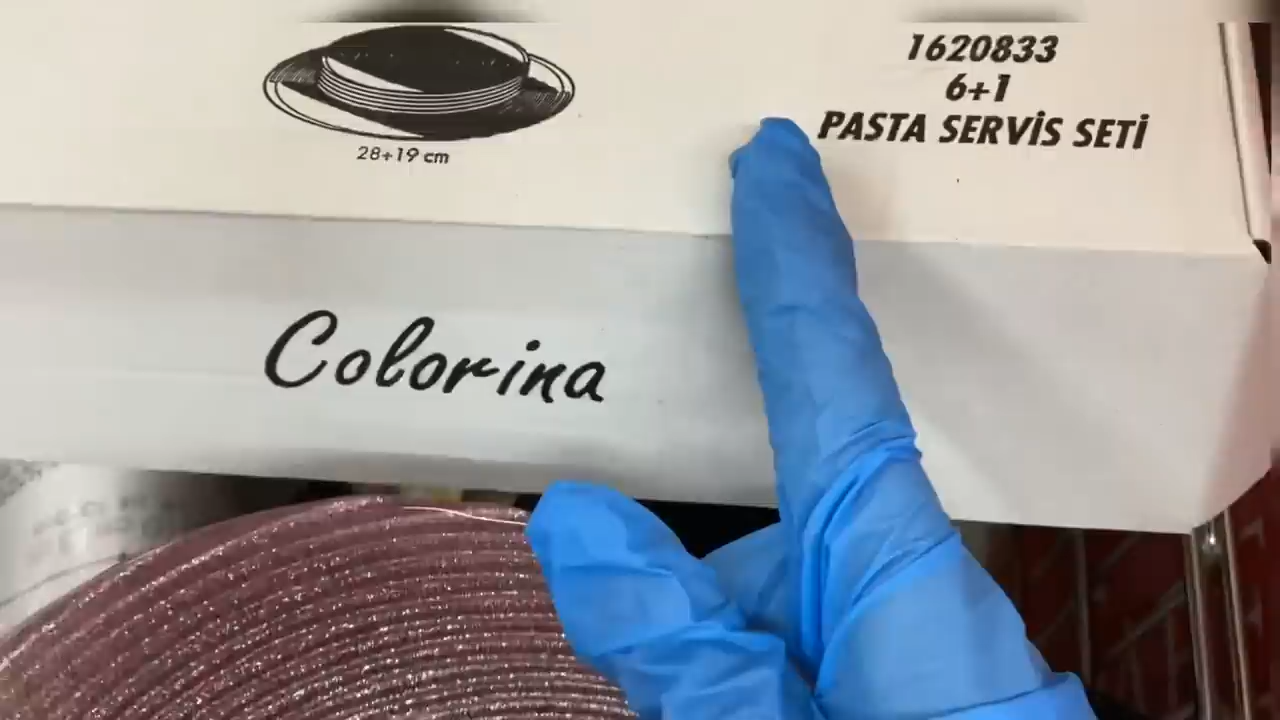 1620833
6+1
PASTA SERVİS SETİ
28+19 cm
Colorina